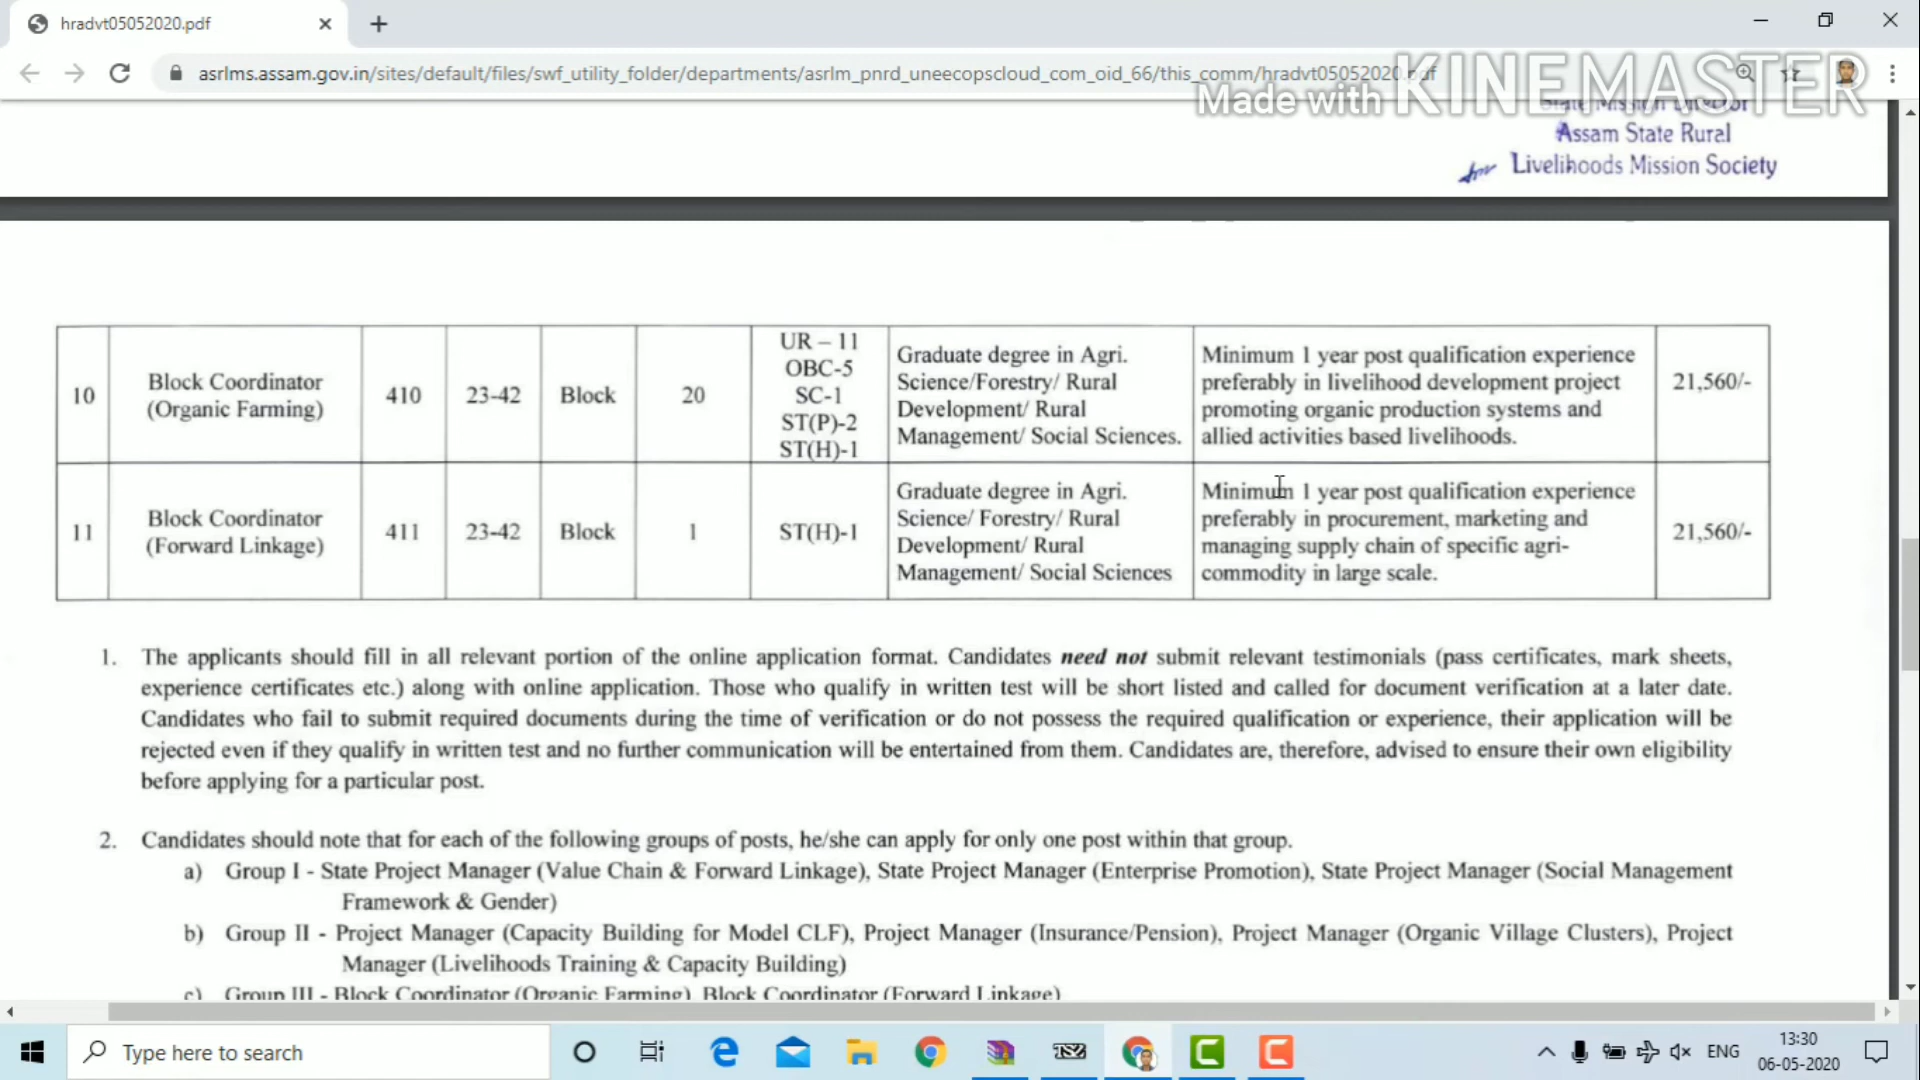 hradvt05052020.pdf
asrlms.assam.gov.in/sites/default/files/swf_utility_folder/departments/asrlm_pnrd_uneecopscloud_com_oid_66/this_comm/hradvt05052020.pdf
Made with KINEMASTER
State Mission Director
Assam State Rural
Livelihoods Mission Society
10
Block Coordinator
(Organic Farming)
410
23-42
Block
20
UR – 11
OBC-5
SC-1
ST(P)-2
ST(H)-1
Graduate degree in Agri.
Science/Forestry/ Rural
Development/ Rural
Management/ Social Sciences.
Minimum 1 year post qualification experience
preferably in livelihood development project
promoting organic production systems and
allied activities based livelihoods.
21,560/-
11
Block Coordinator
(Forward Linkage)
411
23-42
Block
1
ST(H)-1
Graduate degree in Agri.
Science/ Forestry/ Rural
Development/ Rural
Management/ Social Sciences
Minimum 1 year post qualification experience
preferably in procurement, marketing and
managing supply chain of specific agri-
commodity in large scale.
21,560/-
1. The applicants should fill in all relevant portion of the online application format. Candidates need not submit relevant testimonials (pass certificates, mark sheets,
experience certificates etc.) along with online application. Those who qualify in written test will be short listed and called for document verification at a later date.
Candidates who fail to submit required documents during the time of verification or do not possess the required qualification or experience, their application will be
rejected even if they qualify in written test and no further communication will be entertained from them. Candidates are, therefore, advised to ensure their own eligibility
before applying for a particular post.
2. Candidates should note that for each of the following groups of posts, he/she can apply for only one post within that group.
a) Group I - State Project Manager (Value Chain & Forward Linkage), State Project Manager (Enterprise Promotion), State Project Manager (Social Management
Framework & Gender)
b) Group II - Project Manager (Capacity Building for Model CLF), Project Manager (Insurance/Pension), Project Manager (Organic Village Clusters), Project
Manager (Livelihoods Training & Capacity Building)
c) Group III - Block Coordinator (Organic Farming), Block Coordinator (Forward Linkage)
Type here to search
ENG
13:30
06-05-2020